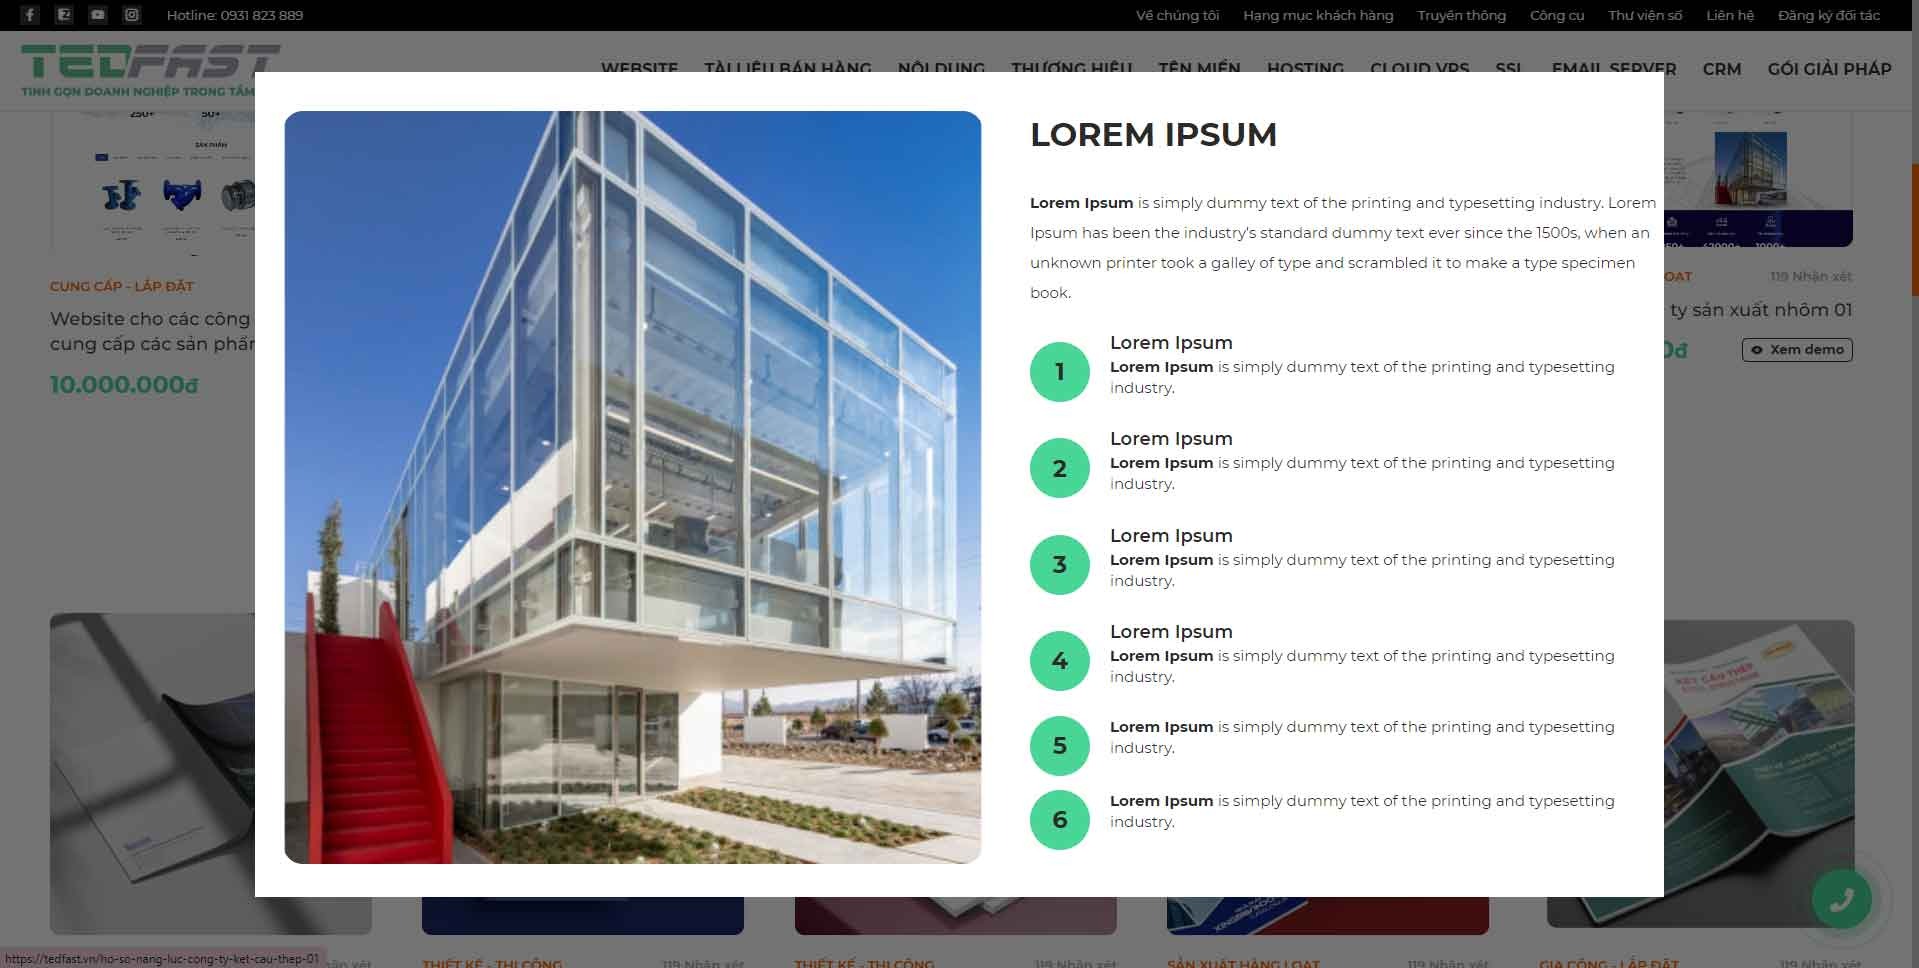 Hotline: 0931 823 889
Về chúng tôi Hạng mục khách hàng Truyền thông Công cụ Thư viện số Liên hệ Đăng ký đối tác
TEDFAST
TINH GỌN DOANH NGHIỆP TRONG TẦM
WEBSITE TÀI LIỆU BÁN HÀNG NỘI DUNG THƯƠNG HIỆU TÊN MIỀN HOSTING CLOUD VPS SSL EMAIL SERVER CRM GÓI GIẢI PHÁP
250+ 50+
SẢN PHẨM
CUNG CẤP - LẮP ĐẶT
Website cho các công
cung cấp các sản phẩm
10.000.000đ
LOREM IPSUM
Lorem Ipsum is simply dummy text of the printing and typesetting industry. Lorem
Ipsum has been the industry's standard dummy text ever since the 1500s, when an
unknown printer took a galley of type and scrambled it to make a type specimen
book.
1
Lorem Ipsum
Lorem Ipsum is simply dummy text of the printing and typesetting
industry.
2
Lorem Ipsum
Lorem Ipsum is simply dummy text of the printing and typesetting
industry.
3
Lorem Ipsum
Lorem Ipsum is simply dummy text of the printing and typesetting
industry.
4
Lorem Ipsum
Lorem Ipsum is simply dummy text of the printing and typesetting
industry.
5
Lorem Ipsum is simply dummy text of the printing and typesetting
industry.
6
Lorem Ipsum is simply dummy text of the printing and typesetting
industry.
OẠT 119 Nhận xét
ty sản xuất nhôm 01
0đ Xem demo
KẾT CẤU THÉP
https://tedfast.vn/ho-so-nang-luc-cong-ty-ket-cau-thep-01
hận xét
THIẾT KẾ - THI CÔNG 119 Nhận xét
THIẾT KẾ - THI CÔNG 119 Nhận xét
SẢN XUẤT HÀNG LOẠT 119 Nhận xét
GIA CÔNG - LẮP ĐẶT 119 Nhận xét